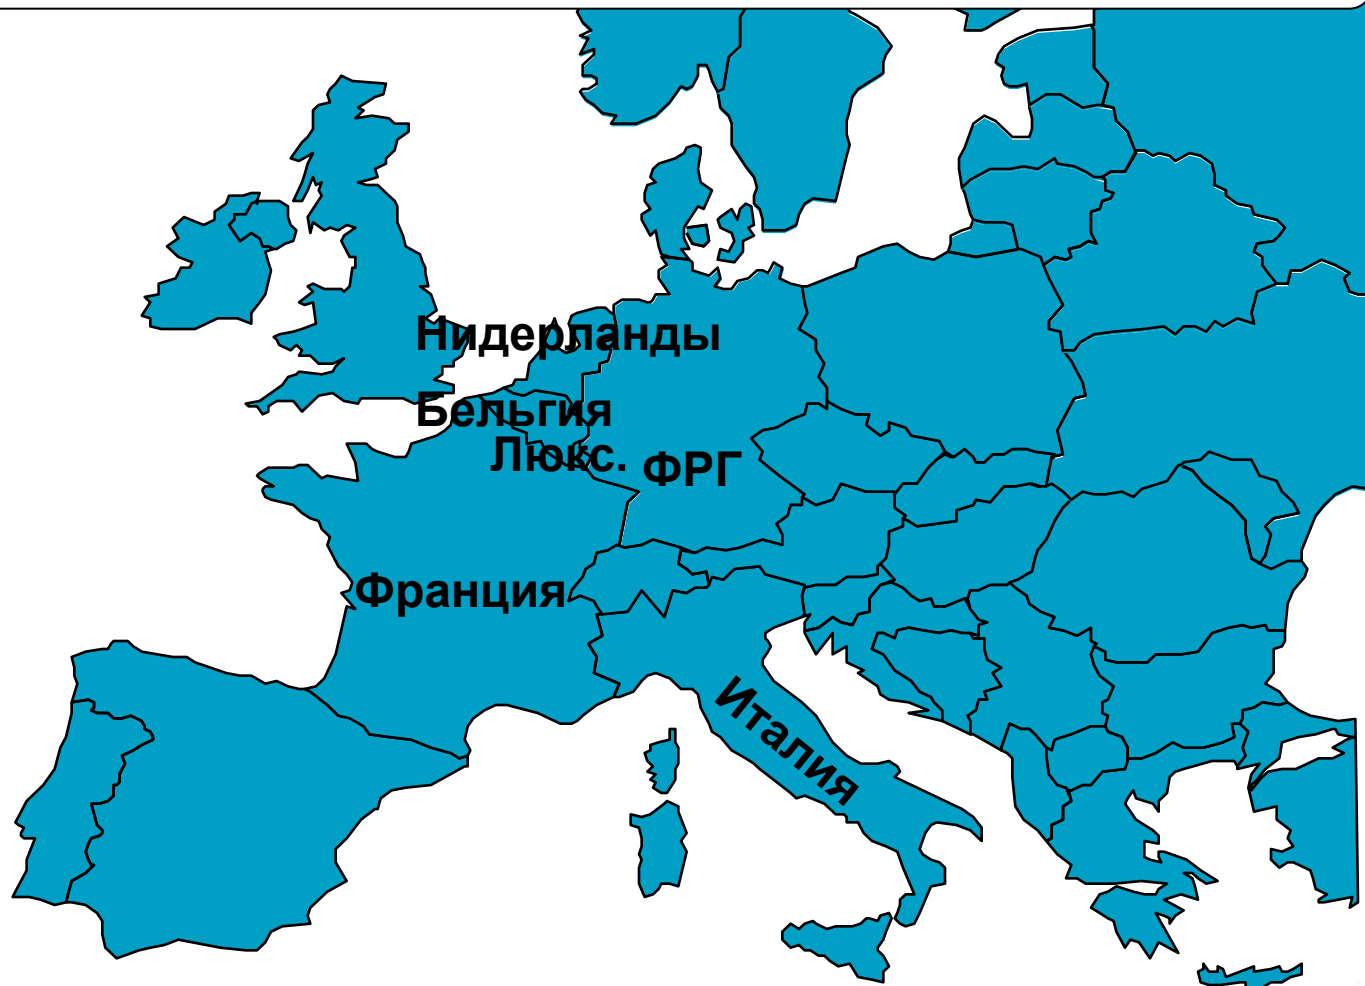 Нидерланды
Бельгия
Люкс.
ФРГ
Франция
Италия